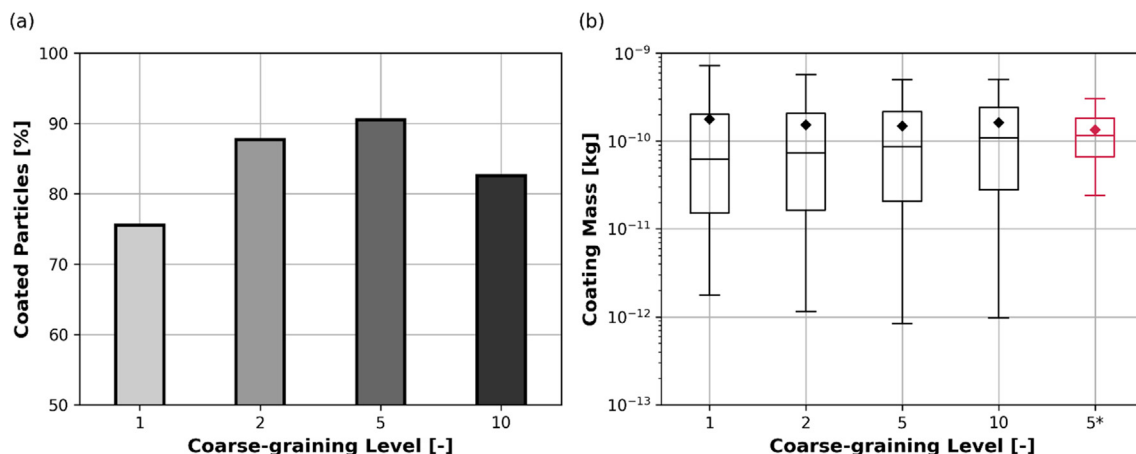 (a)
100
90
80
70
60
50
Coated Particles [%]
1 2 5 10
Coarse-graining Level [-]
(b)
10⁻⁹
10⁻¹⁰
10⁻¹¹
10⁻¹²
10⁻¹³
Coating Mass [kg]
1 2 5 10 5*
Coarse-graining Level [-]